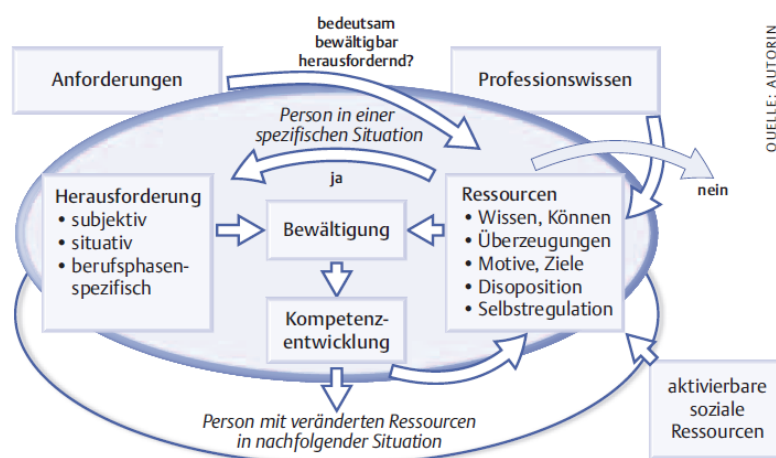 bedeutsam
bewältigbar
herausfordernd?
Anforderungen
Professionswissen
QUELLE: AUTORIN
Person in einer
spezifischen Situation
ja
nein
Herausforderung
• subjektiv
• situativ
• berufsphasen-
spezifisch
Bewältigung
Ressourcen
• Wissen, Können
• Überzeugungen
• Motive, Ziele
• Disoposition
• Selbstregulation
Kompetenz-
entwicklung
Person mit veränderten Ressourcen
in nachfolgender Situation
aktivierbare
soziale
Ressourcen